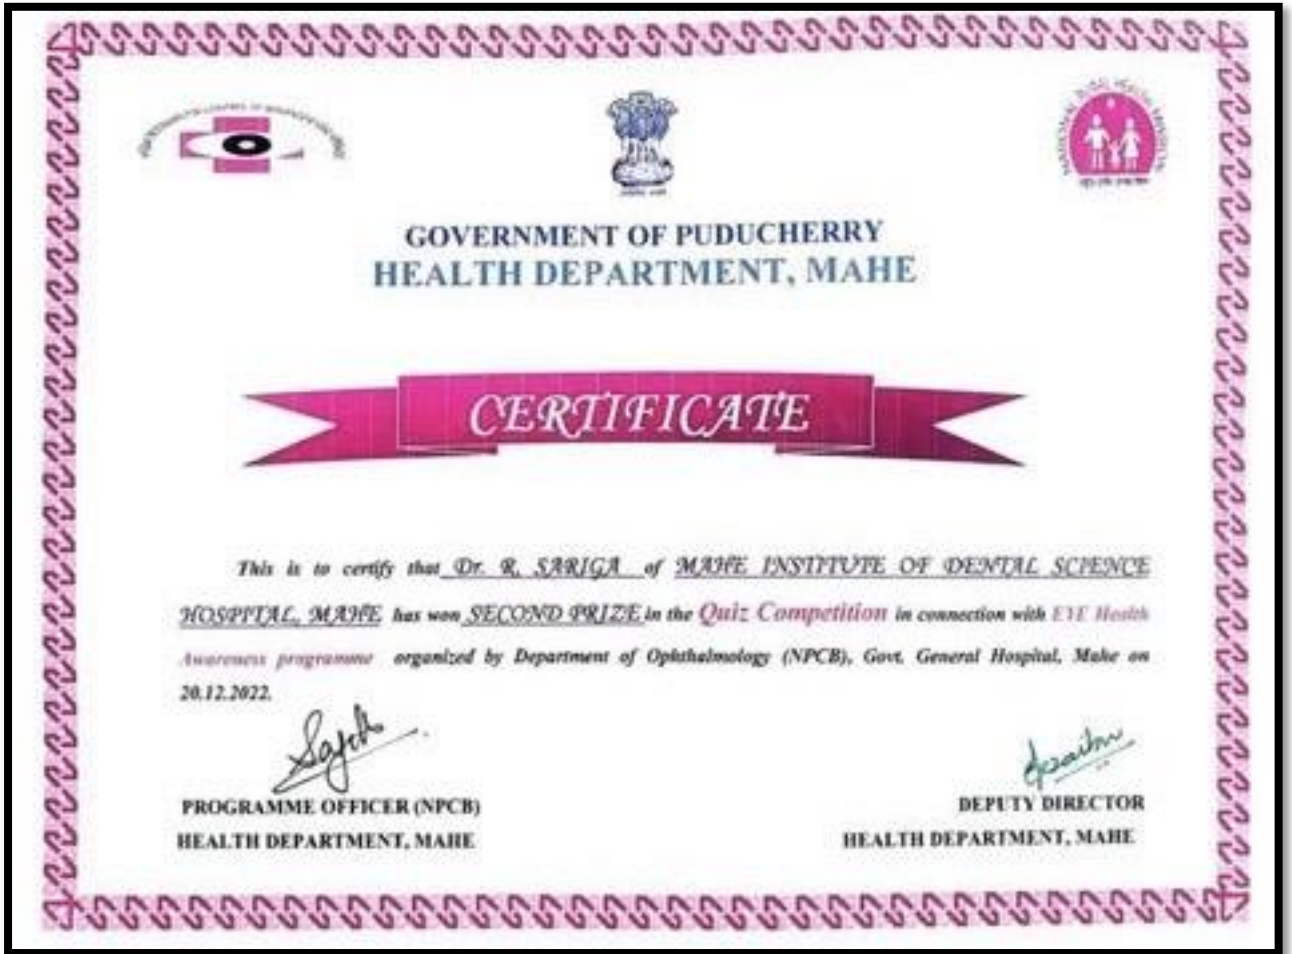 GOVERNMENT OF PUDUCHERRY
HEALTH DEPARTMENT, MAHE
CERTIFICATE
This is to certify that Dr. R. SARIGA of MAHE INSTITUTE OF DENTAL SCIENCE
HOSPITAL, MAHE has won SECOND PRIZE in the Quiz Competition in connection with EYE Health
Awareness programme organized by Department of Ophthalmology (NPCB), Govt. General Hospital, Mahe on
20.12.2022.
PROGRAMME OFFICER (NPCB)
HEALTH DEPARTMENT, MAHE
DEPUTY DIRECTOR
HEALTH DEPARTMENT, MAHE